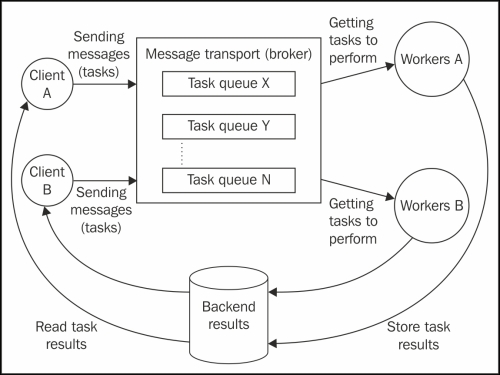 Sending
messages
(tasks)
Client
A
Message transport (broker)
Task queue X
Task queue Y
Task queue N
Getting
tasks to
perform
Workers A
Client
B
Sending
messages
(tasks)
Getting
tasks to
perform
Workers B
Backend
results
Read task
results
Store task
results